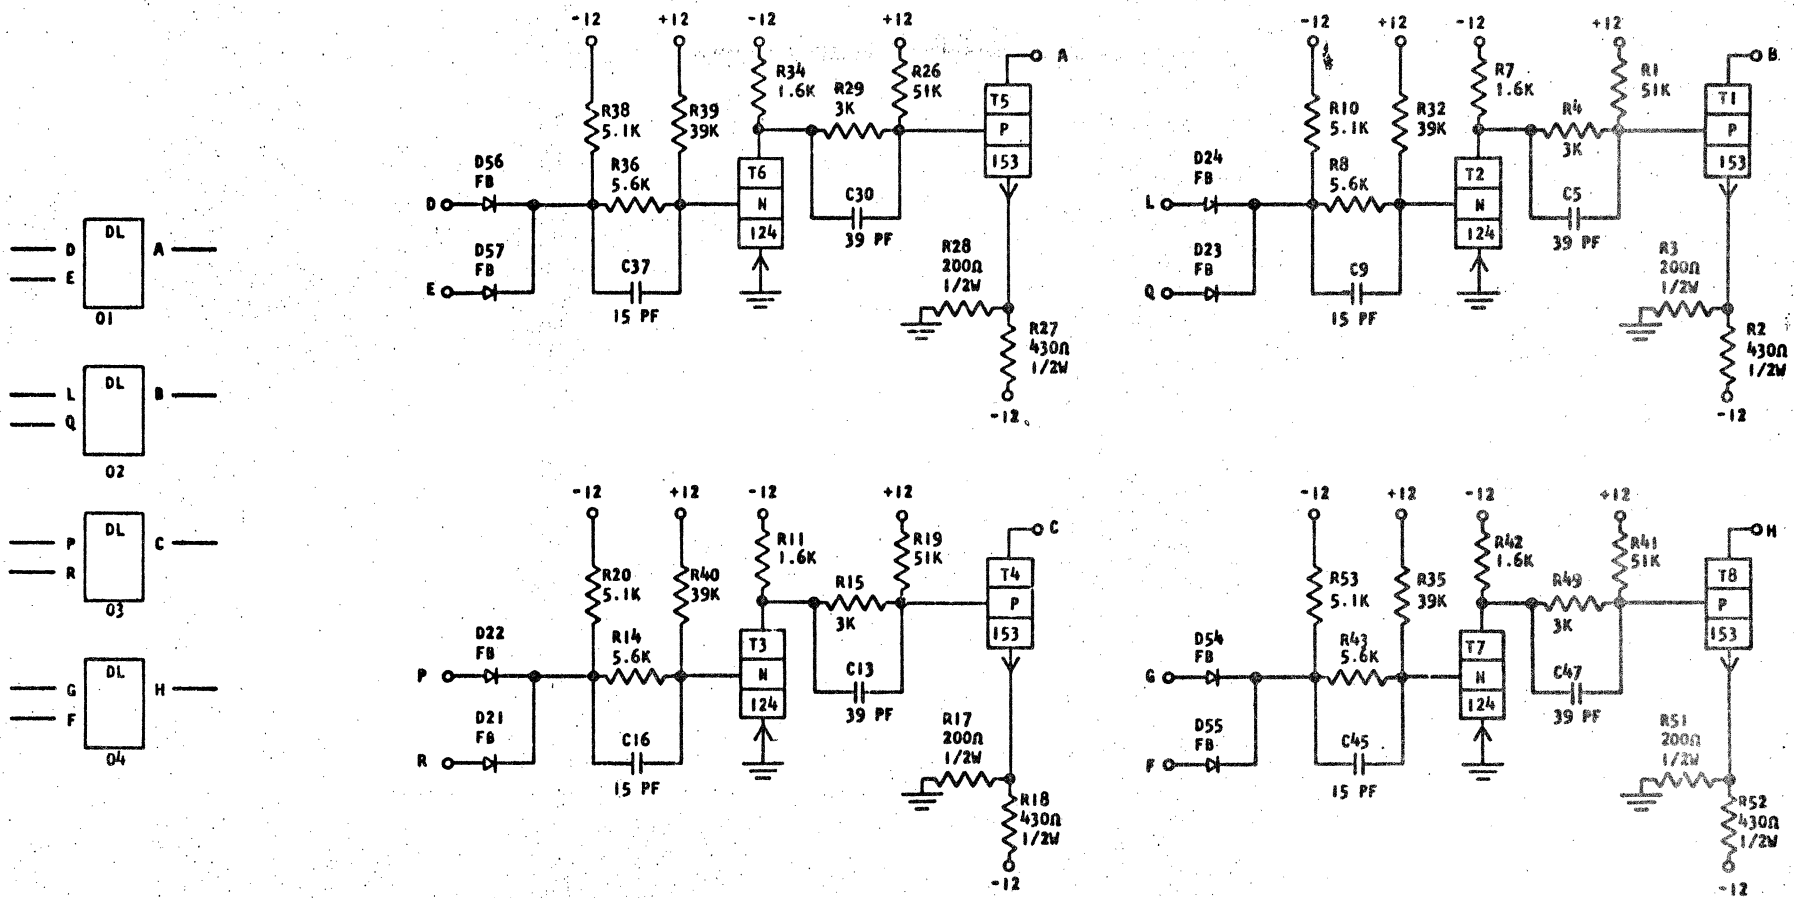 D
E
DL
A
01
L
Q
DL
B
02
P
R
DL
C
03
G
F
DL
H
04
-12
+12
-12
+12
A
R38
5.1K
R39
39K
R34
1.6K
R29
3K
R26
51K
T5
P
153
D56
FB
D
R36
5.6K
T6
N
124
C30
39 PF
D57
FB
E
C37
15 PF
R28
200Ω
1/2W
R27
430Ω
1/2W
-12
-12
+12
-12
+12
B
R10
5.1K
R32
39K
R7
1.6K
R4
3K
R1
51K
T1
P
153
D24
FB
L
R8
5.6K
T2
N
124
C5
39 PF
D23
FB
Q
C9
15 PF
R3
200Ω
1/2W
R2
430Ω
1/2W
-12
-12
+12
-12
+12
C
R20
5.1K
R40
39K
R11
1.6K
R15
3K
R19
51K
T4
P
153
D22
FB
P
R14
5.6K
T3
N
124
C13
39 PF
D21
FB
R
C16
15 PF
R17
200Ω
1/2W
R18
430Ω
1/2W
-12
-12
+12
-12
+12
H
R53
5.1K
R35
39K
R42
1.6K
R49
3K
R41
51K
T8
P
153
D54
FB
G
R43
5.6K
T7
N
124
C47
39 PF
D55
FB
F
C45
15 PF
R51
200Ω
1/2W
R52
430Ω
1/2W
-12